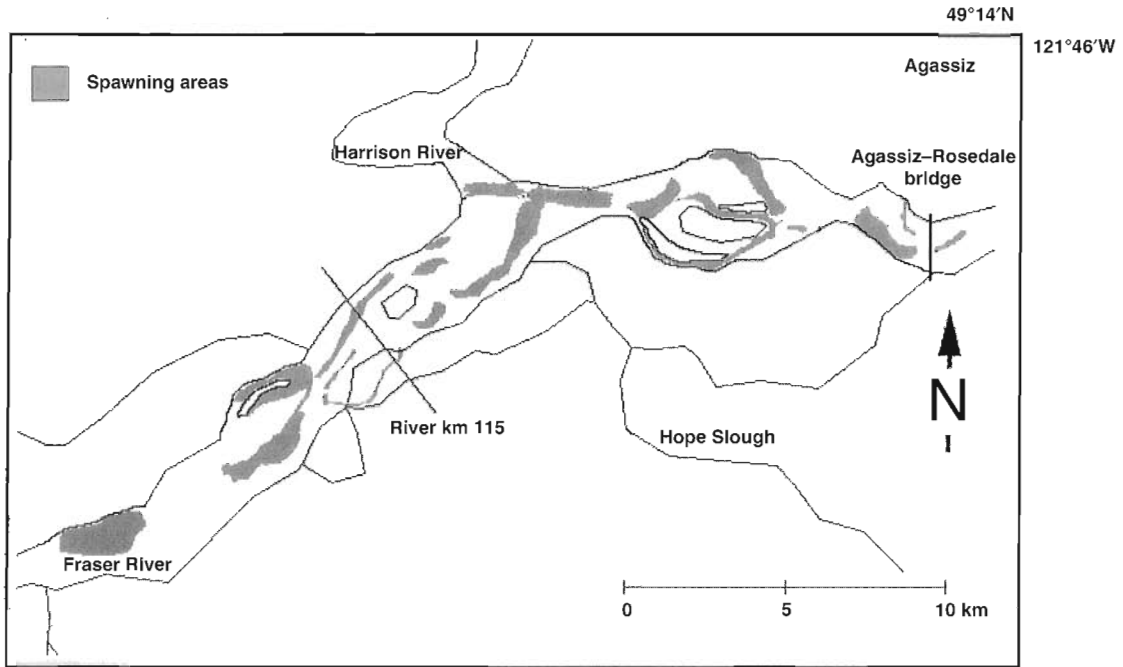 49°14′N
121°46′W
Spawning areas
Agassiz
Harrison River
Agassiz–Rosedale
bridge
N
River km 115
Hope Slough
Fraser River
0 5 10 km